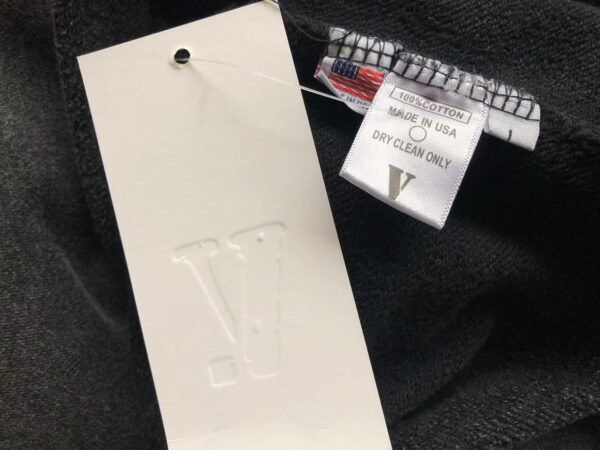 100% COTTON
MADE IN USA
DRY CLEAN ONLY
V
V.